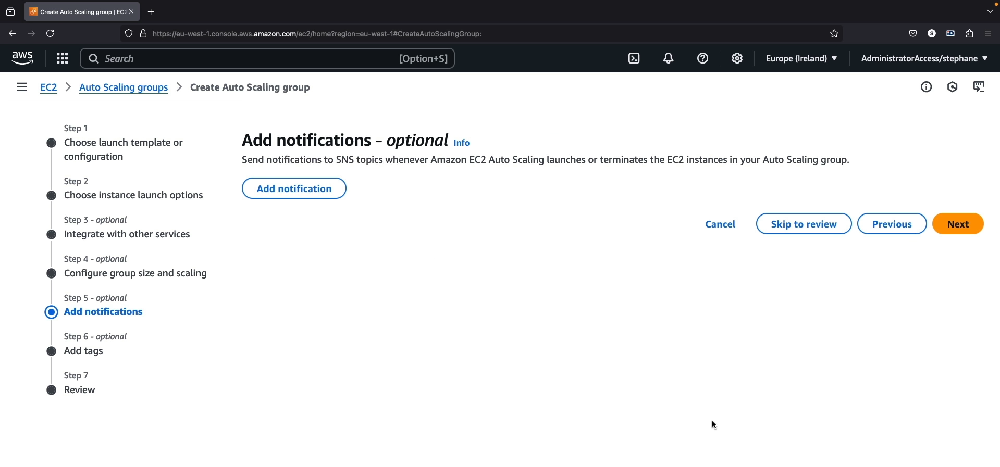 Create Auto Scaling group | EC2
https://eu-west-1.console.aws.amazon.com/ec2/home?region=eu-west-1#CreateAutoScalingGroup:
S
aws
Search
[Option+S]
Europe (Ireland)
AdministratorAccess/stephane
EC2 > Auto Scaling groups > Create Auto Scaling group
Step 1
Choose launch template or
configuration
Step 2
Choose instance launch options
Step 3 - optional
Integrate with other services
Step 4 - optional
Configure group size and scaling
Step 5 - optional
Add notifications
Step 6 - optional
Add tags
Step 7
Review
Add notifications - optional Info
Send notifications to SNS topics whenever Amazon EC2 Auto Scaling launches or terminates the EC2 instances in your Auto Scaling group.
Add notification
Cancel
Skip to review
Previous
Next